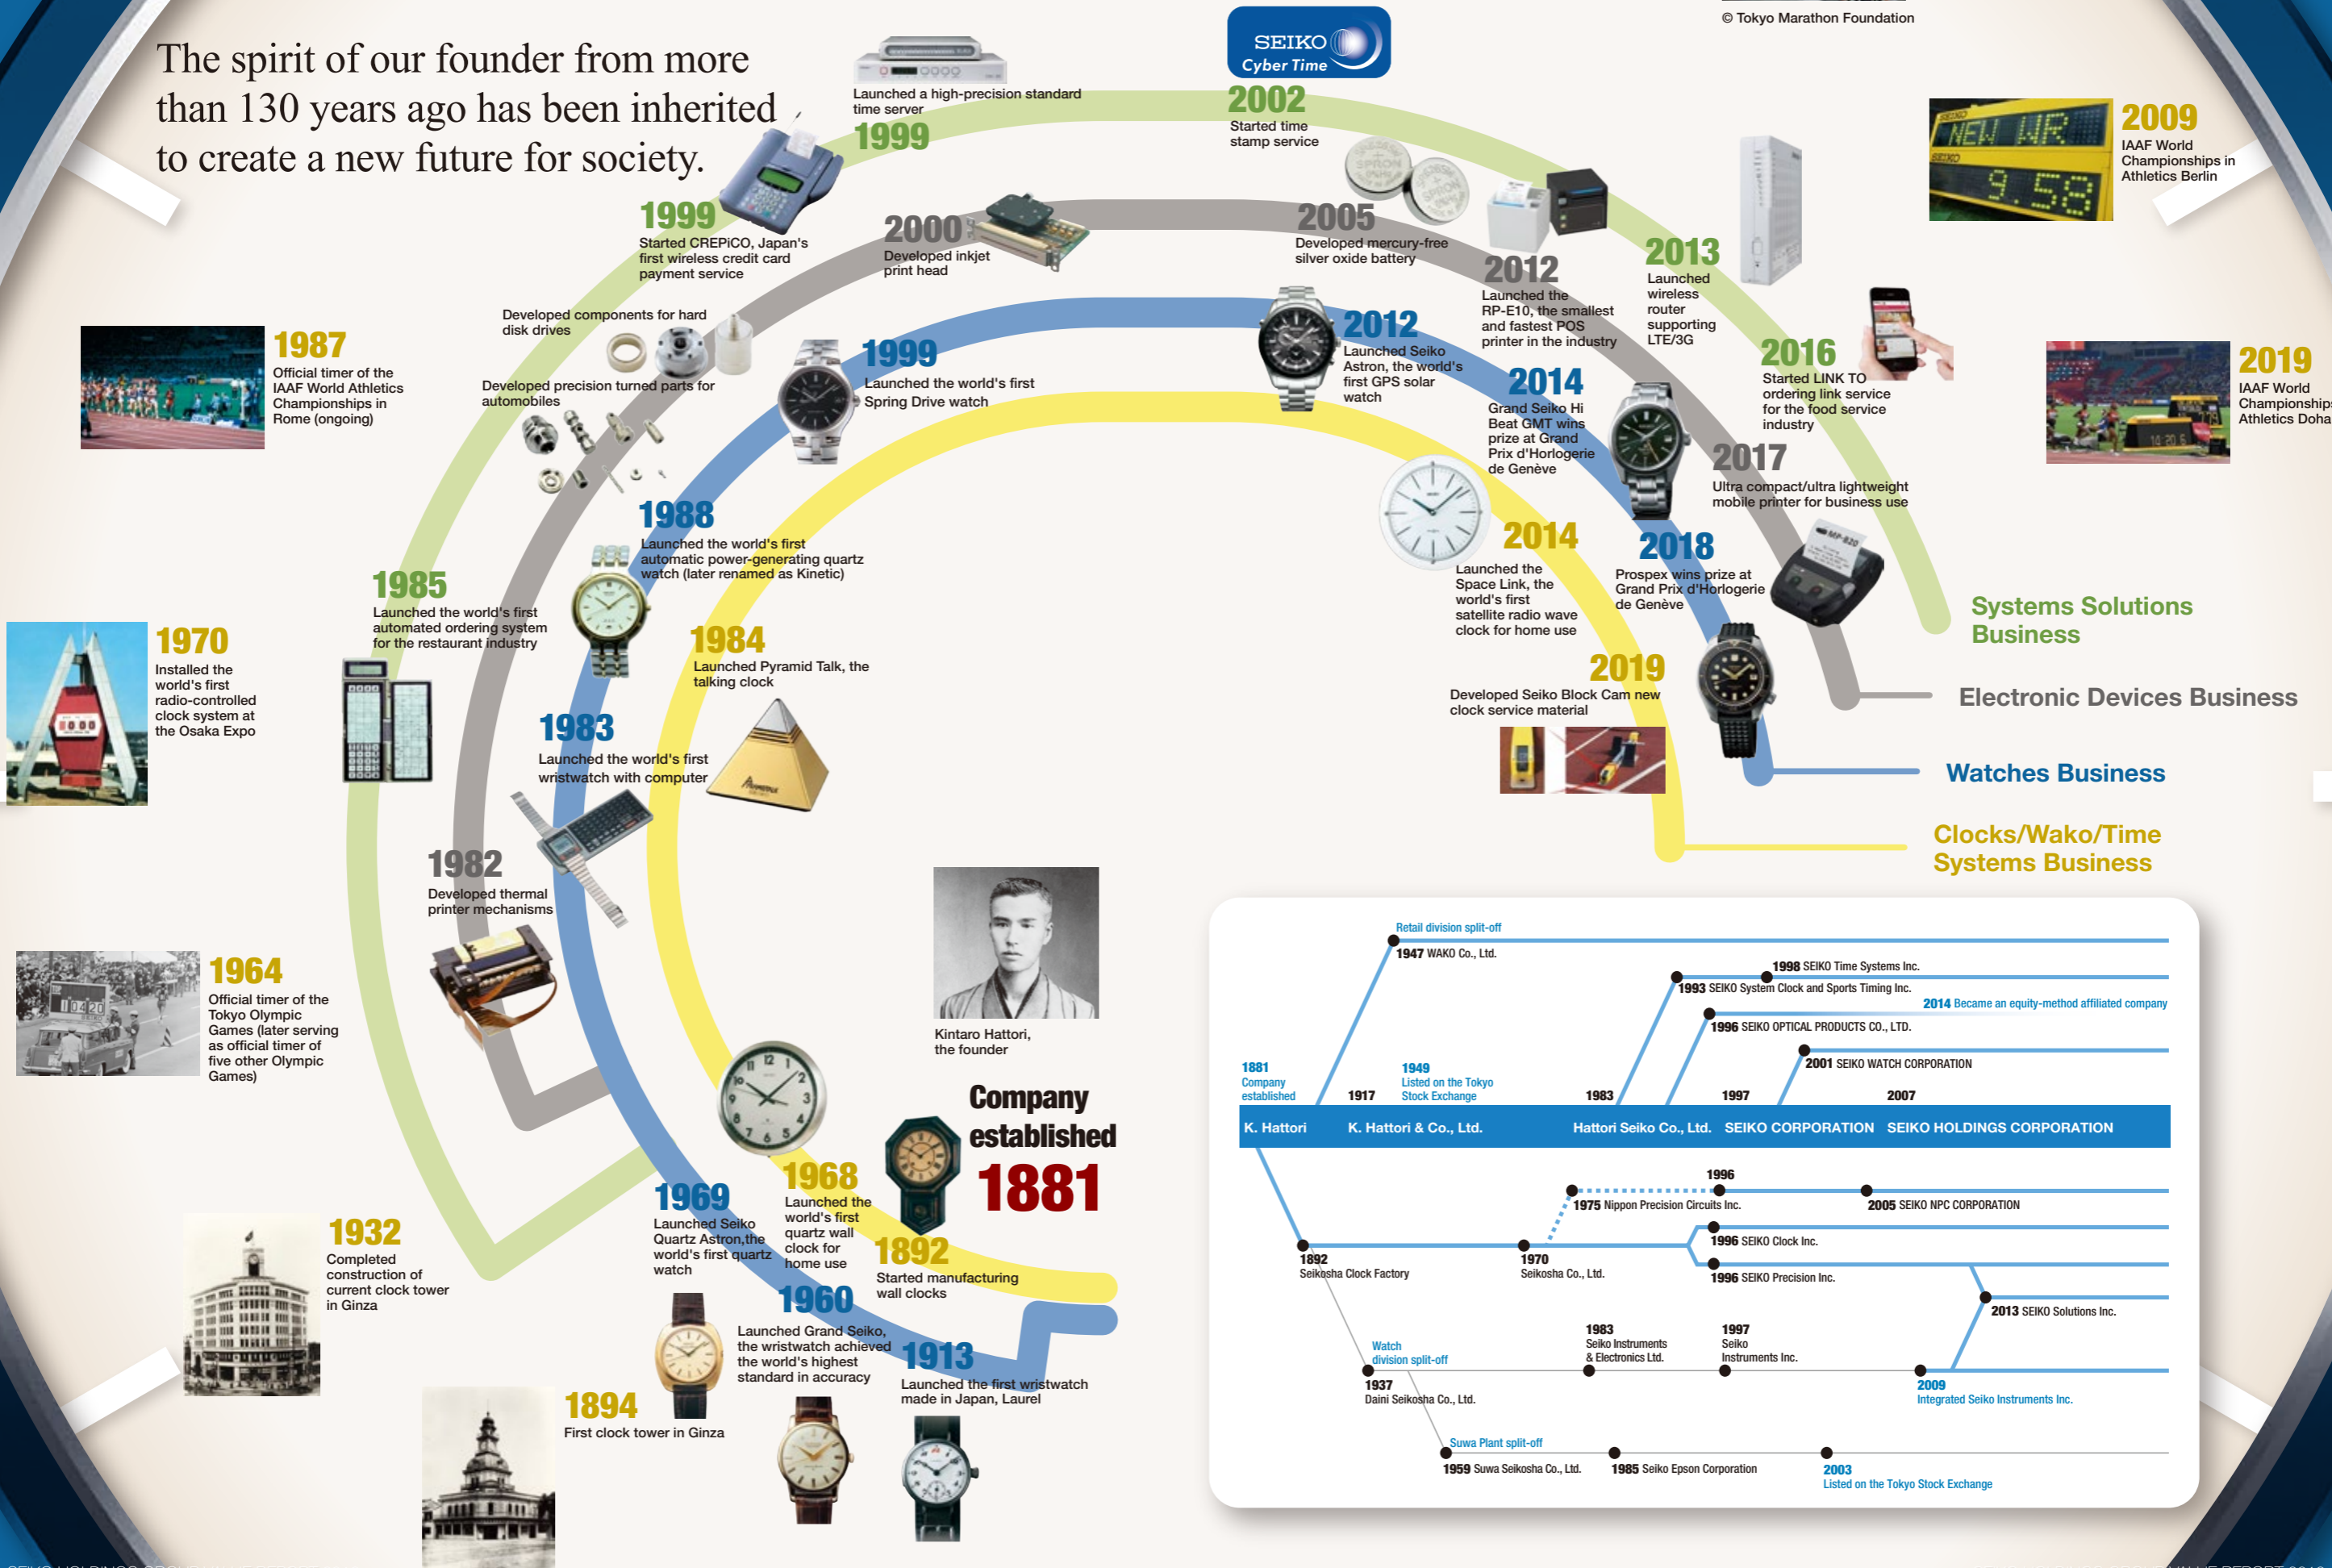 The spirit of our founder from more
than 130 years ago has been inherited
to create a new future for society.
© Tokyo Marathon Foundation
SEIKO
Cyber Time
Launched a high-precision standard
time server
1999
2002
Started time
stamp service
1999
Started CREPiCO, Japan's
first wireless credit card
payment service
2000
Developed inkjet
print head
2005
Developed mercury-free
silver oxide battery
SPRON
SPRON
2012
Launched the
RP-E10, the smallest
and fastest POS
printer in the industry
2013
Launched
wireless
router
supporting
LTE/3G
SEIKO
NEW WR
SEIKO
9.58
2009
IAAF World
Championships in
Athletics Berlin
1987
Official timer of the
IAAF World Athletics
Championships in
Rome (ongoing)
Developed components for hard
disk drives
Developed precision turned parts for
automobiles
1999
Launched the world's first
Spring Drive watch
2012
Launched Seiko
Astron, the world's
first GPS solar
watch
2014
Grand Seiko Hi
Beat GMT wins
prize at Grand
Prix d'Horlogerie
de Genève
2016
Started LINK TO
ordering link service
for the food service
industry
2019
IAAF World
Championship
Athletics Doha
2017
Ultra compact/ultra lightweight
mobile printer for business use
MP-B20
1988
Launched the world's first
automatic power-generating quartz
watch (later renamed as Kinetic)
2014
Launched the
Space Link, the
world's first
satellite radio wave
clock for home use
2018
Prospex wins prize at
Grand Prix d'Horlogerie
de Genève
1985
Launched the world's first
automated ordering system
for the restaurant industry
1970
Installed the
world's first
radio-controlled
clock system at
the Osaka Expo
1984
Launched Pyramid Talk, the
talking clock
2019
Developed Seiko Block Cam new
clock service material
Systems Solutions
Business
Electronic Devices Business
Watches Business
Clocks/Wako/Time
Systems Business
1983
Launched the world's first
wristwatch with computer
1982
Developed thermal
printer mechanisms
1964
Official timer of the
Tokyo Olympic
Games (later serving
as official timer of
five other Olympic
Games)
10420
Kintaro Hattori,
the founder
Company
established
1881
1932
Completed
construction of
current clock tower
in Ginza
1969
Launched Seiko
Quartz Astron,the
world's first quartz
watch
1968
Launched the
world's first
quartz wall
clock for
home use
1892
Started manufacturing
wall clocks
1960
Launched Grand Seiko,
the wristwatch achieved
the world's highest
standard in accuracy
1913
Launched the first wristwatch
made in Japan, Laurel
1894
First clock tower in Ginza
Retail division split-off
1947 WAKO Co., Ltd.
1998 SEIKO Time Systems Inc.
1993 SEIKO System Clock and Sports Timing Inc.
2014 Became an equity-method affiliated company
1996 SEIKO OPTICAL PRODUCTS CO., LTD.
2001 SEIKO WATCH CORPORATION
1881
Company
established
1917
1949
Listed on the Tokyo
Stock Exchange
1983
1997
2007
K. Hattori
K. Hattori & Co., Ltd.
Hattori Seiko Co., Ltd.
SEIKO CORPORATION
SEIKO HOLDINGS CORPORATION
1996
1975 Nippon Precision Circuits Inc.
2005 SEIKO NPC CORPORATION
1996 SEIKO Clock Inc.
1892
Seikosha Clock Factory
1970
Seikosha Co., Ltd.
1996 SEIKO Precision Inc.
2013 SEIKO Solutions Inc.
Watch
division split-off
1983
Seiko Instruments
& Electronics Ltd.
1997
Seiko
Instruments Inc.
1937
Daini Seikosha Co., Ltd.
2009
Integrated Seiko Instruments Inc.
Suwa Plant split-off
1959 Suwa Seikosha Co., Ltd.
1985 Seiko Epson Corporation
2003
Listed on the Tokyo Stock Exchange